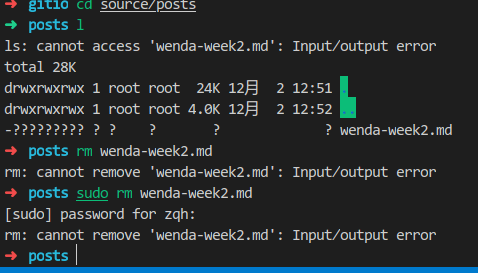 ➜ gitio cd source/posts
➜ posts l
ls: cannot access 'wenda-week2.md': Input/output error
total 28K
drwxrwxrwx 1 root root  24K 12月  2 12:51 .
drwxrwxrwx 1 root root 4.0K 12月  2 12:52 ..
-????????? ? ?    ?       ?            ? wenda-week2.md
➜ posts rm wenda-week2.md
rm: cannot remove 'wenda-week2.md': Input/output error
➜ posts sudo rm wenda-week2.md
[sudo] password for zqh:
rm: cannot remove 'wenda-week2.md': Input/output error
➜ posts